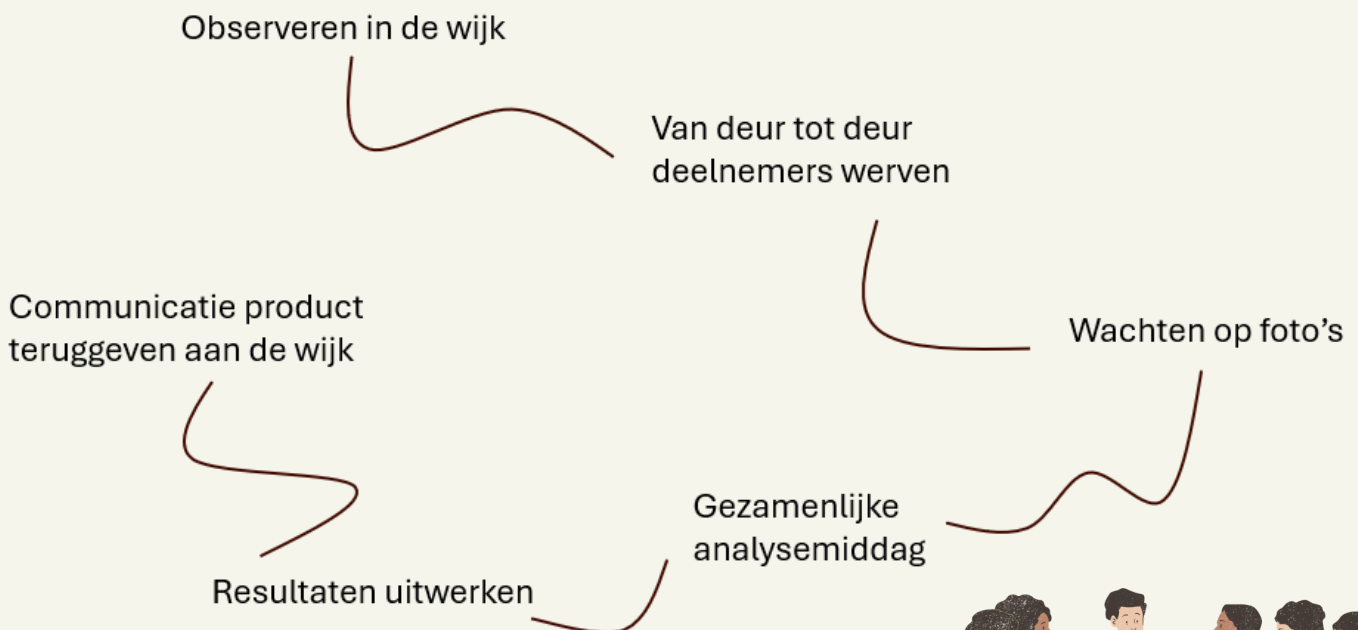 Observeren in de wijk
Van deur tot deur
deelnemers werven
Wachten op foto’s
Gezamenlijke
analysemiddag
Resultaten uitwerken
Communicatie product
teruggeven aan de wijk